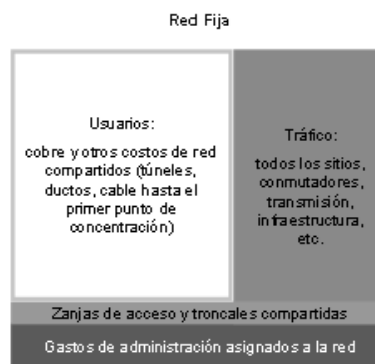 Red Fija
Usuarios:
cobre y otros costos de red
compartidos (túneles,
ductos, cable hasta el
primer punto de
concentración)
Tráfico:
todos los sitios,
conmutadores,
transmisión,
infraestructura,
etc.
Zanjas de acceso y troncales compartidas
Gastos de administración asignados a la red